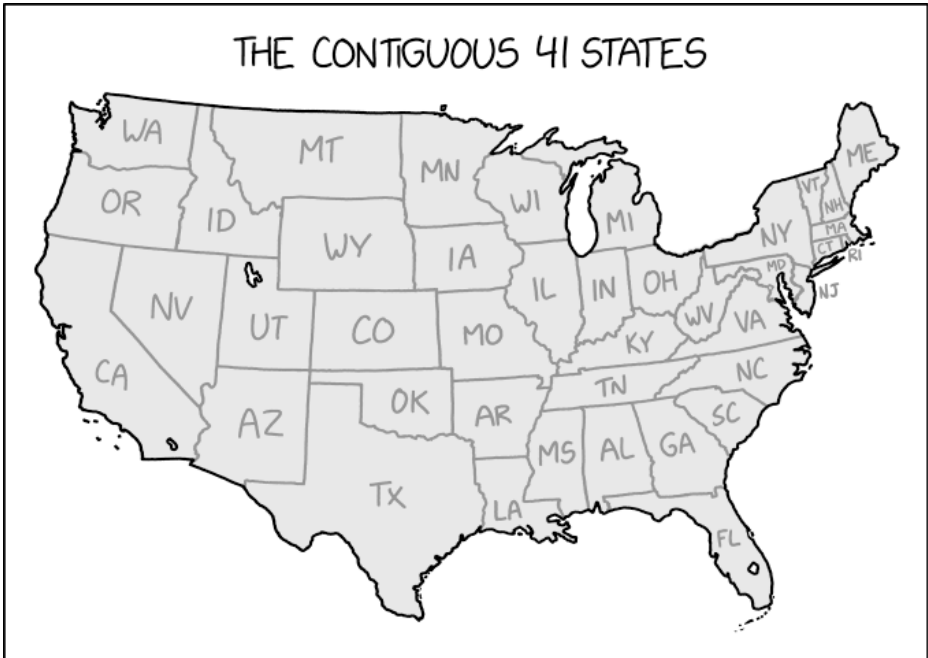 THE CONTIGUOUS 41 STATES
WA
MT
ME
MN
VT
OR
ID
WI
NH
MI
MA
WY
NY
CT
RI
IA
MD
OH
IL
IN
NJ
NV
UT
CO
MO
WV
VA
KY
CA
NC
TN
OK
AR
SC
AZ
MS
AL
GA
TX
LA
FL